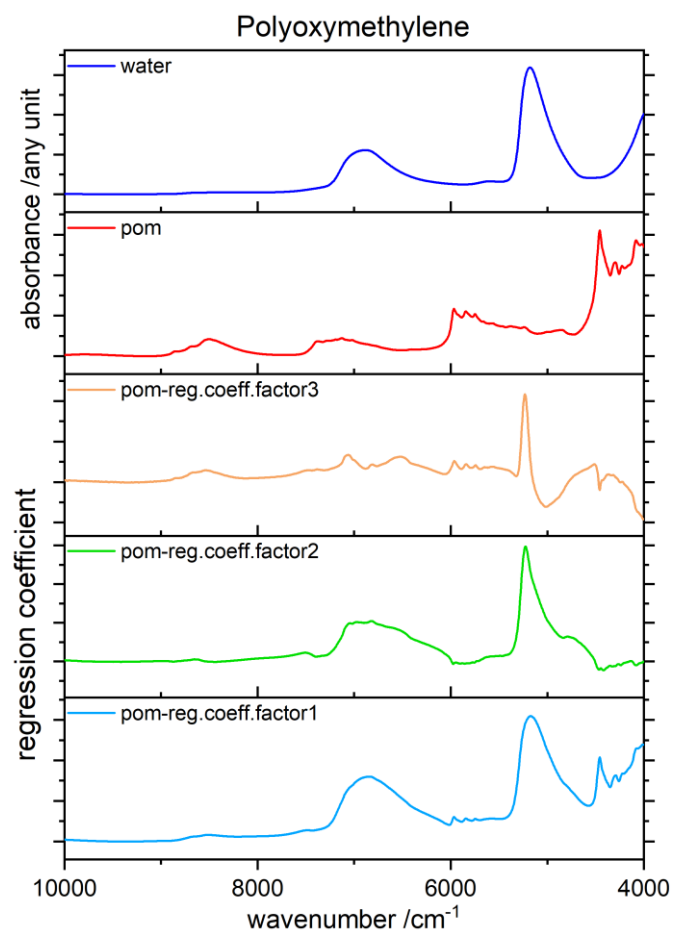 Polyoxymethylene
absorbance /any unit
water
pom
regression coefficient
pom-reg.coeff.factor3
pom-reg.coeff.factor2
pom-reg.coeff.factor1
10000 8000 6000 4000
wavenumber /cm⁻¹